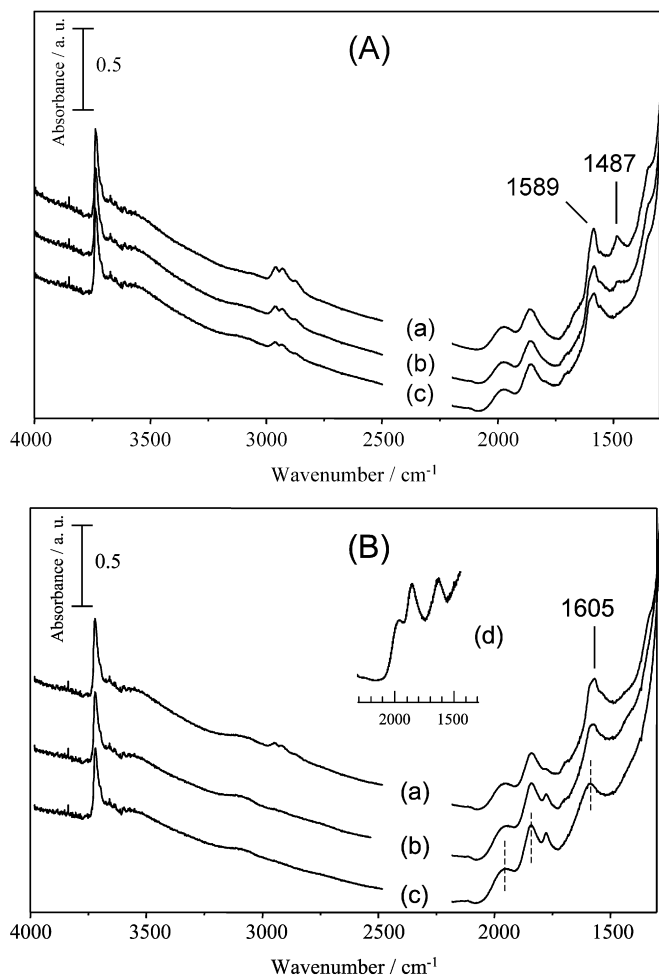 Absorbance / a. u.
0.5
(A)
1589
1487
(a)
(b)
(c)
4000 3500 3000 2500 2000 1500
Wavenumber / cm⁻¹
Absorbance / a. u.
0.5
(B)
1605
(d)
2000 1500
(a)
(b)
(c)
4000 3500 3000 2500 2000 1500
Wavenumber / cm⁻¹